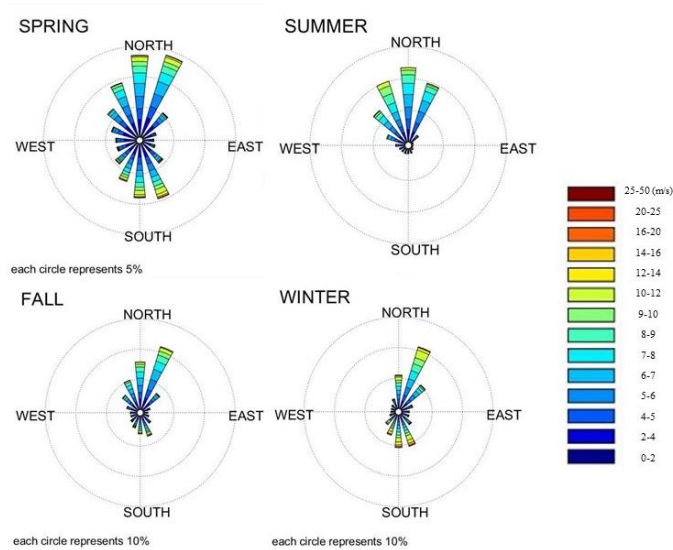 SPRING
NORTH
WEST
EAST
SOUTH
each circle represents 5%
SUMMER
NORTH
WEST
EAST
SOUTH
FALL
NORTH
WEST
EAST
SOUTH
each circle represents 10%
WINTER
NORTH
WEST
EAST
SOUTH
each circle represents 10%
25-50 (m/s)
20-25
16-20
14-16
12-14
10-12
9-10
8-9
7-8
6-7
5-6
4-5
2-4
0-2